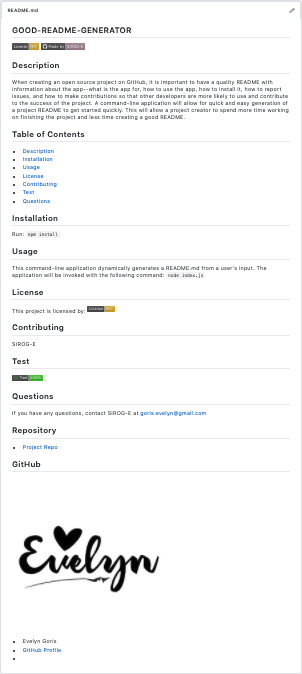 README.md
GOOD-README-GENERATOR
License MIT Made by SIROG-E
Description
When creating an open source project on GitHub, it is important to have a quality README with
information about the app--what is the app for, how to use the app, how to install it, how to report
issues, and how to make contributions so that other developers are more likely to use and contribute
to the success of the project. A command-line application will allow for quick and easy generation of
a project README to get started quickly. This will allow a project creator to spend more time working
on finishing the project and less time creating a good README.
Table of Contents
Description
Installation
Usage
License
Contributing
Test
Questions
Installation
Run: npm install
Usage
This command-line application dynamically generates a README.md from a user's input. The
application will be invoked with the following command: node index.js
License
This project is licensed by: License MIT
Contributing
SIROG-E
Test
Test 100%
Questions
If you have any questions, contact SIROG-E at goris.evelyn@gmail.com
Repository
Project Repo
GitHub
Evelyn
Evelyn Goris
GitHub Profile